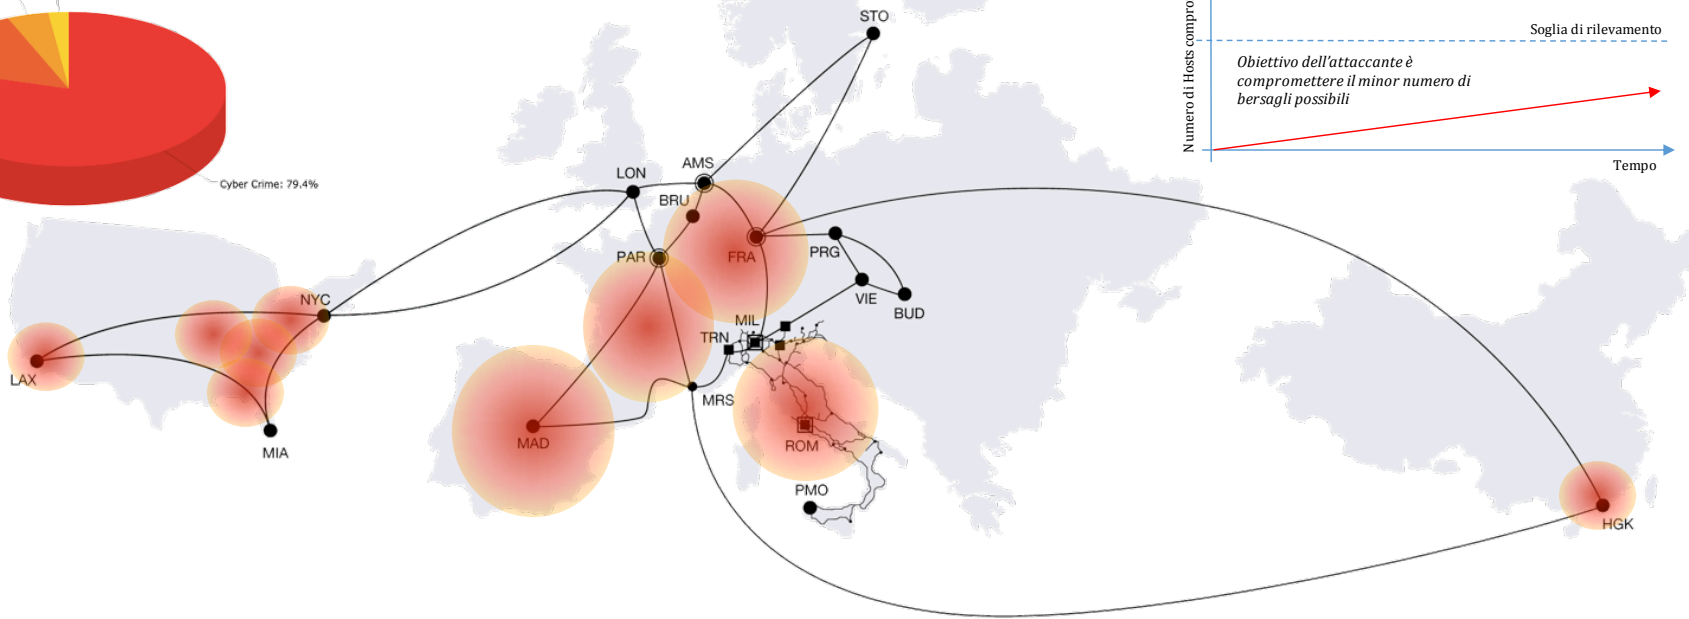 STO
Numero di Hosts compro
Soglia di rilevamento
Obiettivo dell'attaccante è
compromettere il minor numero di
bersagli possibili
Tempo
Cyber Crime: 79.4%
AMS
LON
BRU
PAR
FRA
PRG
VIE
BUD
NYC
MIL
TRN
LAX
MRS
MIA
MAD
ROM
PMO
HGK